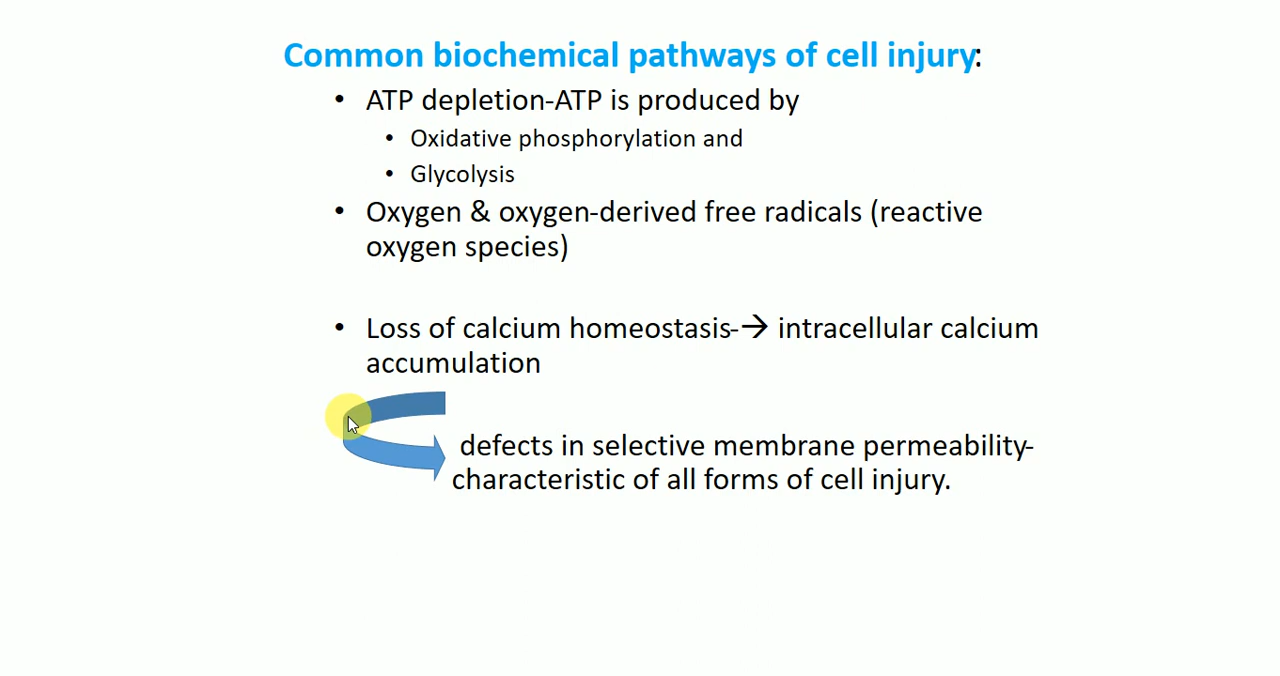 Common biochemical pathways of cell injury:
• ATP depletion-ATP is produced by
• Oxidative phosphorylation and
• Glycolysis
• Oxygen & oxygen-derived free radicals (reactive
oxygen species)
• Loss of calcium homeostasis-→ intracellular calcium
accumulation
defects in selective membrane permeability-
characteristic of all forms of cell injury.